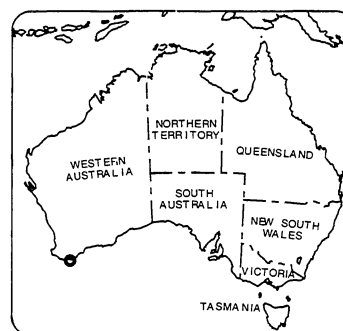 NORTHERN
TERRITORY
WESTERN
AUSTRALIA
QUEENSLAND
SOUTH
AUSTRALIA
NEW SOUTH
WALES
VICTORIA
TASMANIA